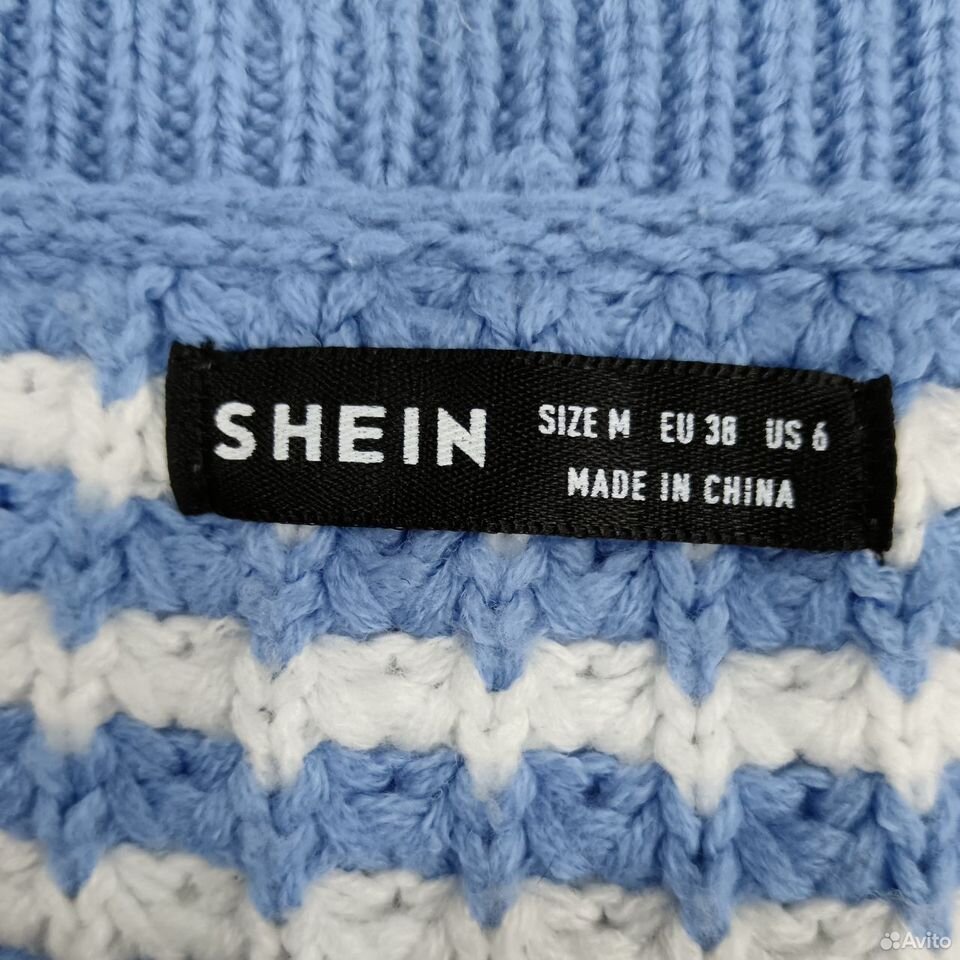 SHEIN
SIZE M EU 38 US 6
MADE IN CHINA
Avito